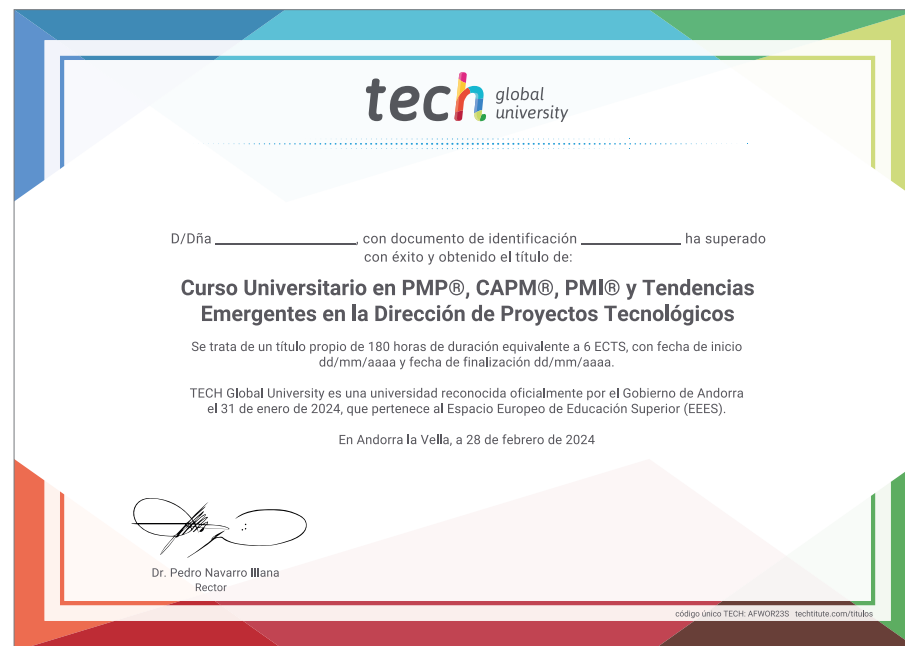 tech global university
D/Dña ____________, con documento de identificación ____________ ha superado
con éxito y obtenido el título de:
Curso Universitario en PMP®, CAPM®, PMI® y Tendencias
Emergentes en la Dirección de Proyectos Tecnológicos
Se trata de un título propio de 180 horas de duración equivalente a 6 ECTS, con fecha de inicio
dd/mm/aaaa y fecha de finalización dd/mm/aaaa.
TECH Global University es una universidad reconocida oficialmente por el Gobierno de Andorra
el 31 de enero de 2024, que pertenece al Espacio Europeo de Educación Superior (EEES).
En Andorra la Vella, a 28 de febrero de 2024
Dr. Pedro Navarro Illana
Rector
código único TECH: AFWOR23S techtitute.com/titulos